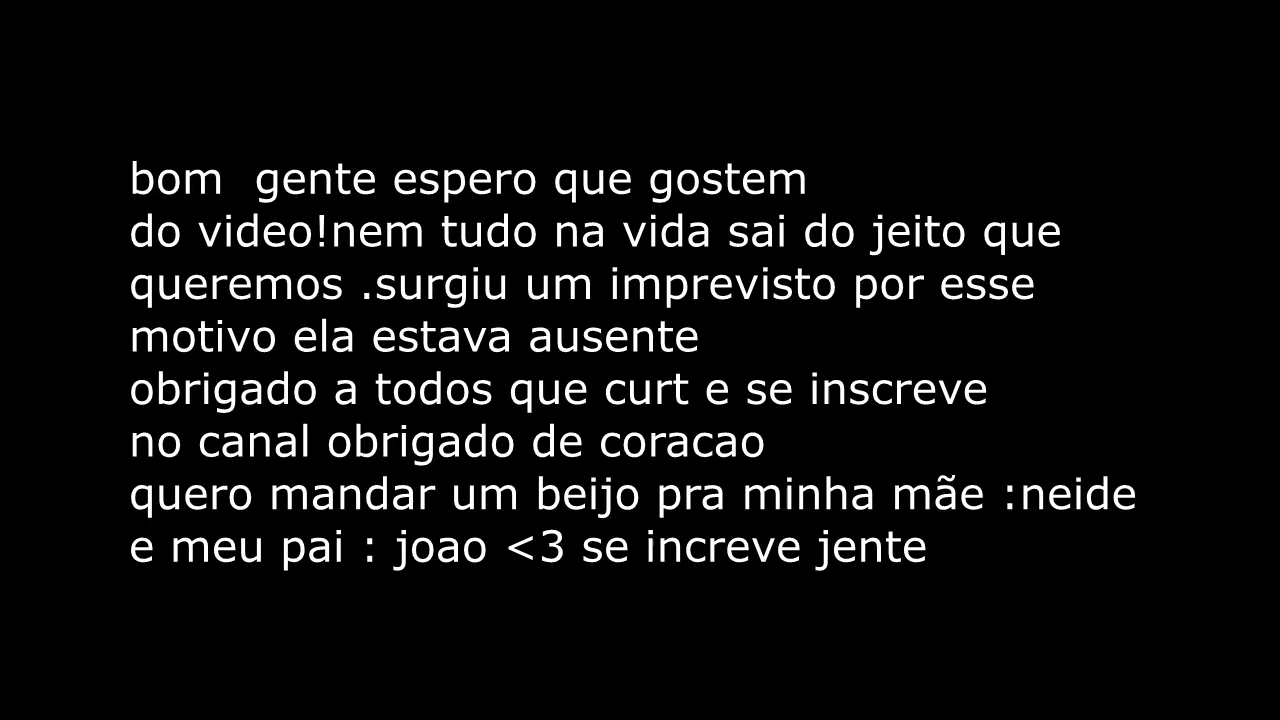 bom  gente espero que gostem
do video!nem tudo na vida sai do jeito que
queremos .surgiu um imprevisto por esse
motivo ela estava ausente
obrigado a todos que curt e se inscreve
no canal obrigado de coracao
quero mandar um beijo pra minha mãe :neide
e meu pai : joao <3 se increve jente